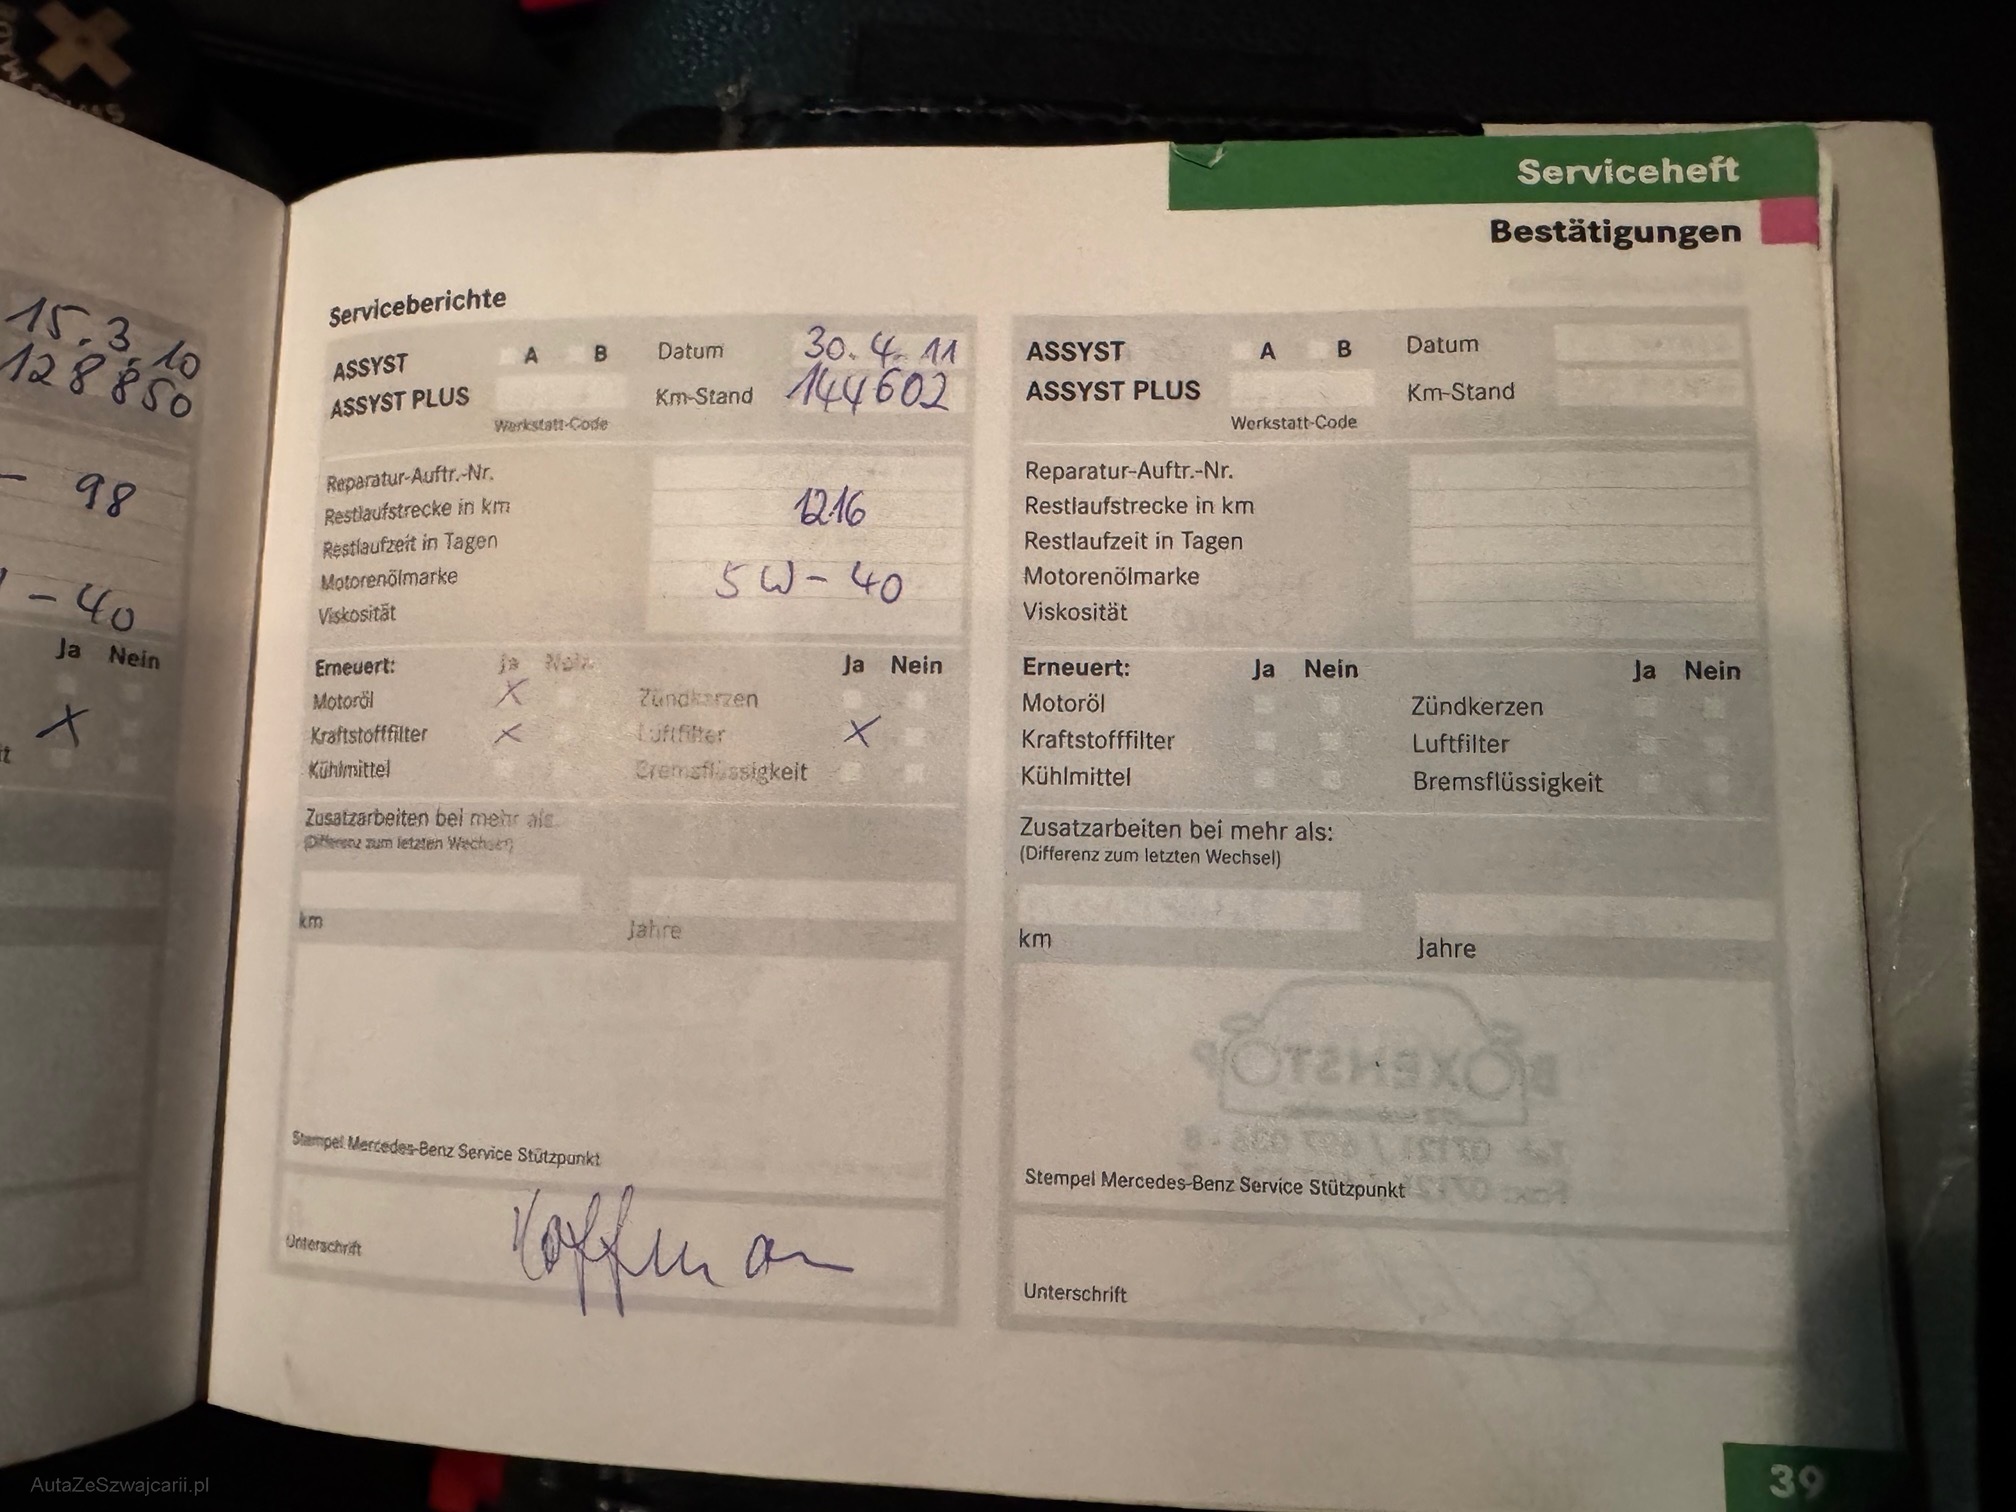 15.3.10
128850
- 98
- 40
Ja Nein
X
Serviceheft
Bestätigungen
Serviceberichte
ASSYST A B Datum 30.4.11
ASSYST PLUS Km-Stand 144602
Werkstatt-Code
Reparatur-Auftr.-Nr.
Restlaufstrecke in km 1216
Restlaufzeit in Tagen
Motorenölmarke 5W-40
Viskosität
Erneuert: Ja Nein Ja Nein
Motoröl X Zündkerzen
Kraftstofffilter X Luftfilter X
Kühlmittel Bremsflüssigkeit
Zusatzarbeiten bei mehr als:
(Differenz zum letzten Wechsel)
km Jahre
Stempel Mercedes-Benz Service Stützpunkt
Unterschrift Hoffman
ASSYST A B Datum
ASSYST PLUS Km-Stand
Werkstatt-Code
Reparatur-Auftr.-Nr.
Restlaufstrecke in km
Restlaufzeit in Tagen
Motorenölmarke
Viskosität
Erneuert: Ja Nein Ja Nein
Motoröl Zündkerzen
Kraftstofffilter Luftfilter
Kühlmittel Bremsflüssigkeit
Zusatzarbeiten bei mehr als:
(Differenz zum letzten Wechsel)
km Jahre
BOXENSTOP
Stempel Mercedes-Benz Service Stützpunkt
Unterschrift
39
AutaZeSzwajcarii.pl